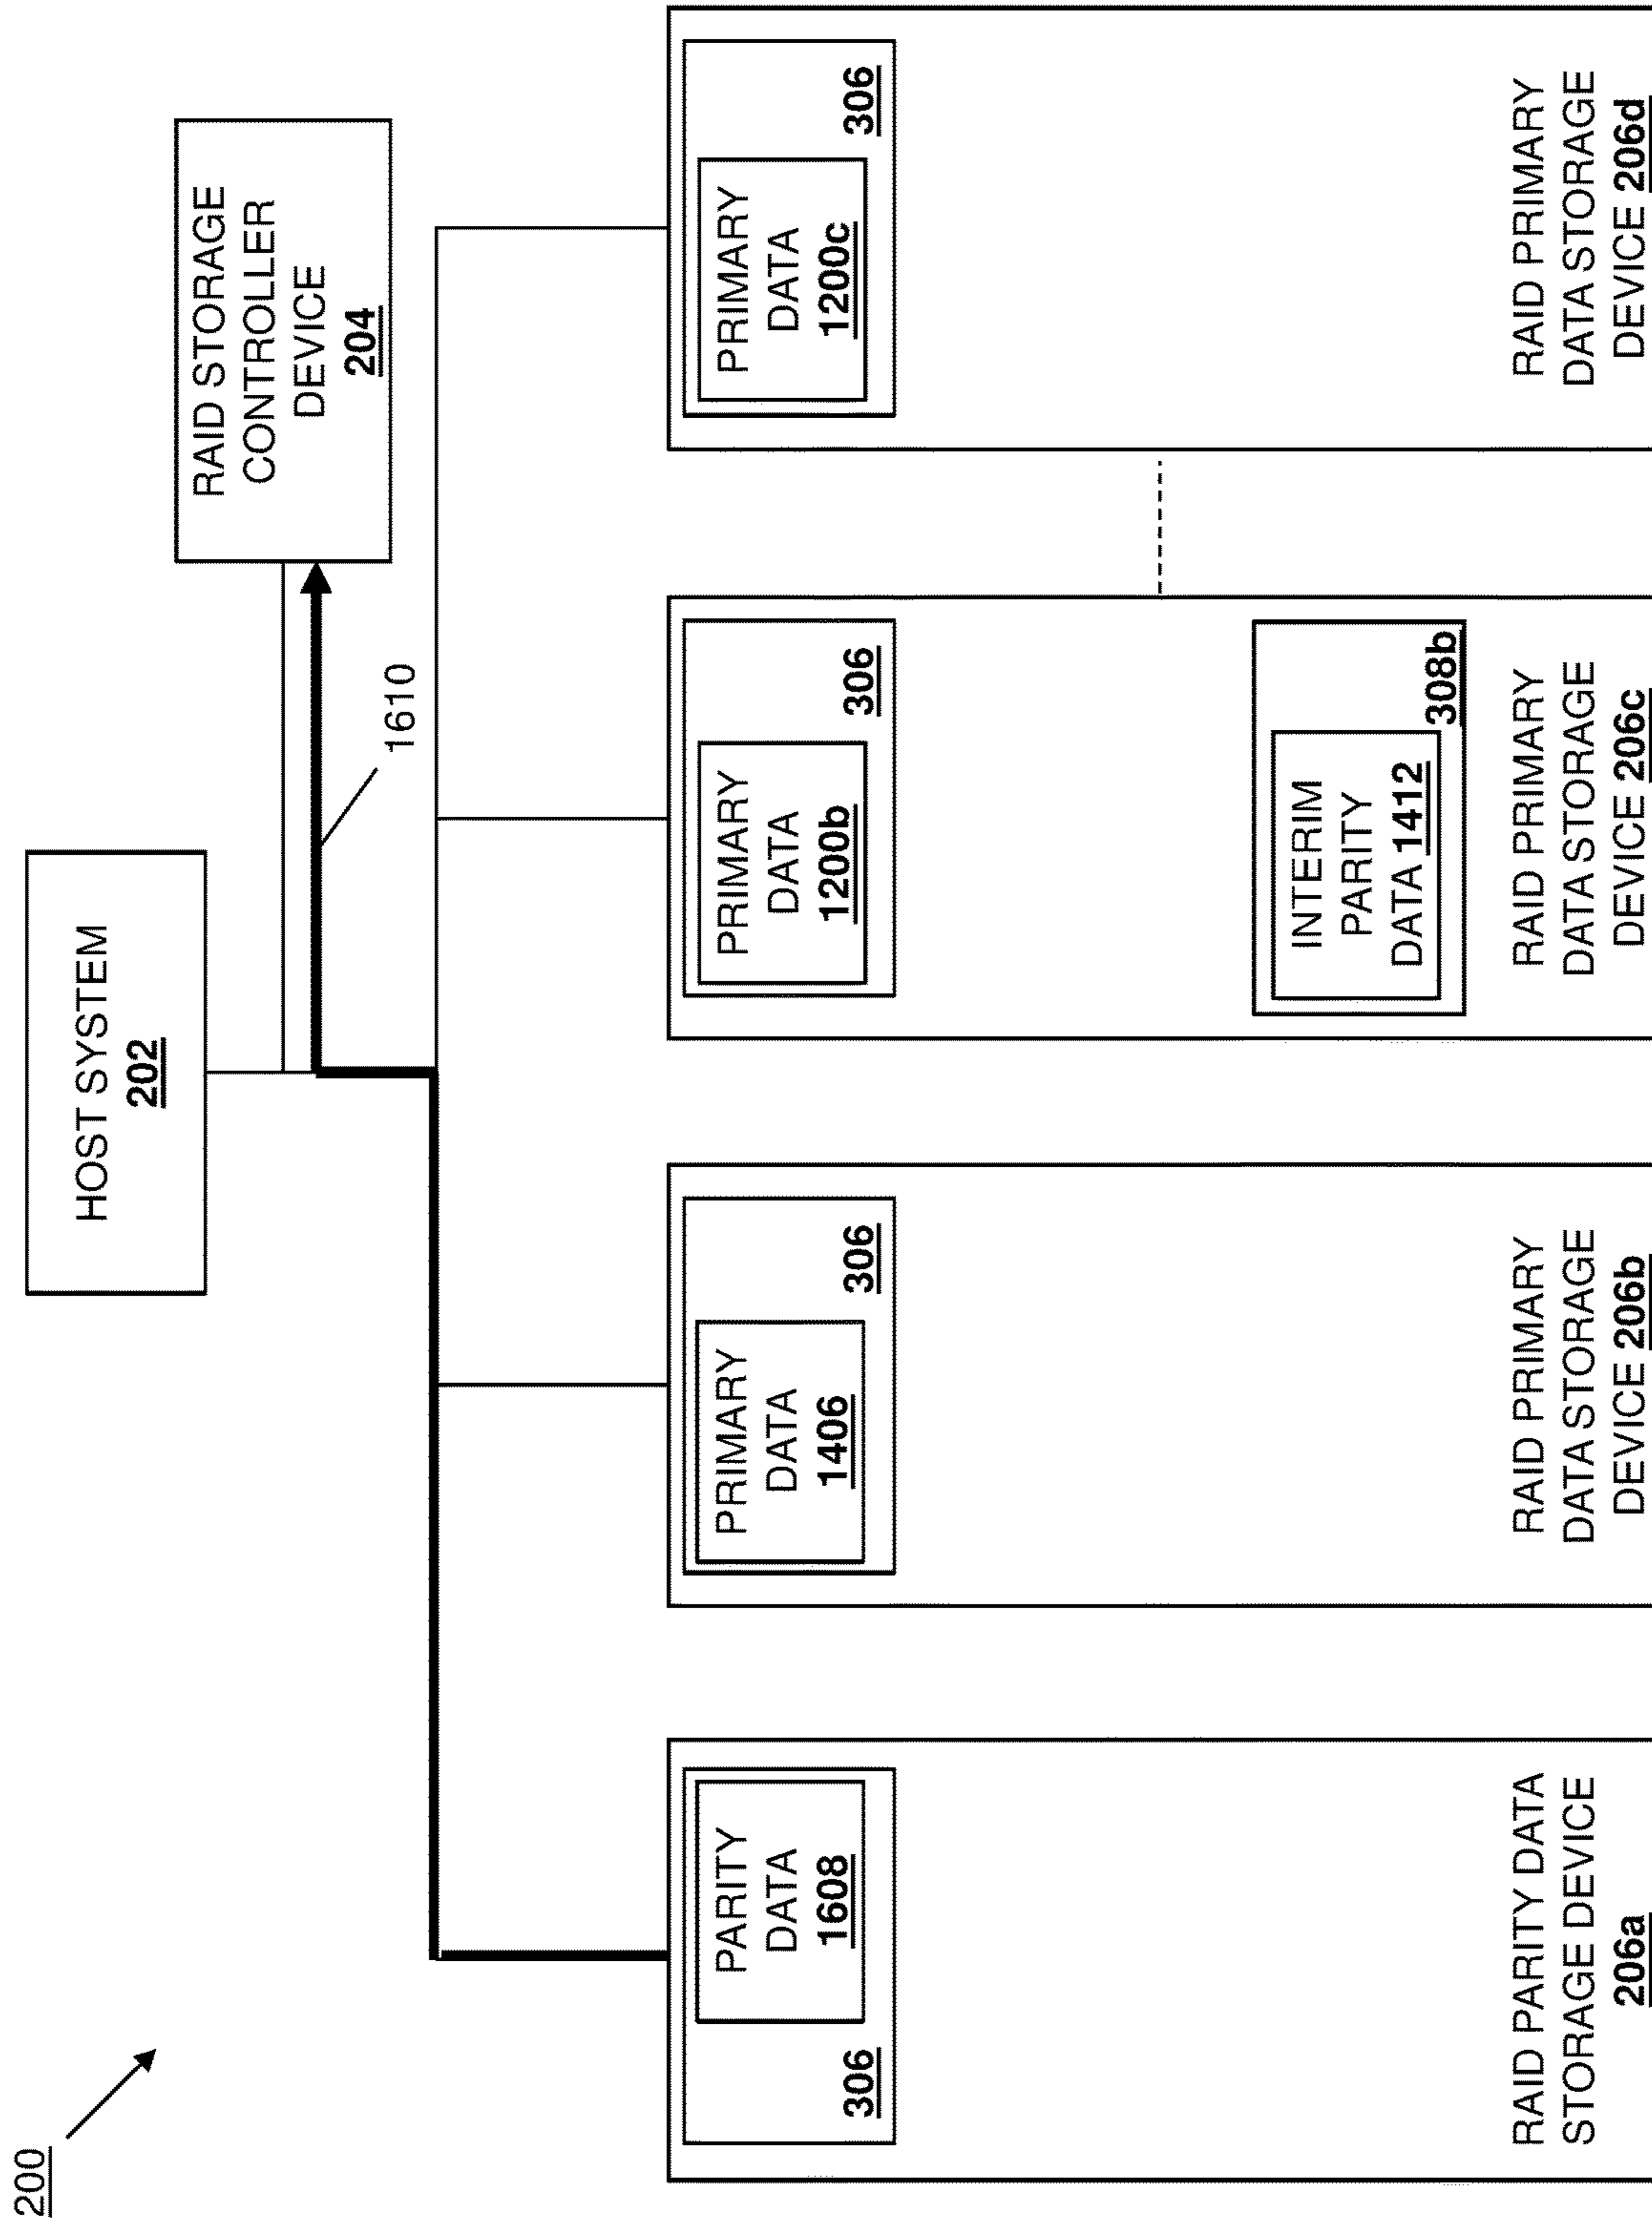 200
HOST SYSTEM
202
RAID STORAGE
CONTROLLER
DEVICE
204
1610
PARITY
DATA
1608
306
PRIMARY
DATA
1406
306
PRIMARY
DATA
1200b
306
PRIMARY
DATA
1200c
306
INTERIM
PARITY
DATA 1412
308b
RAID PARITY DATA
STORAGE DEVICE
206a
RAID PRIMARY
DATA STORAGE
DEVICE 206b
RAID PRIMARY
DATA STORAGE
DEVICE 206c
RAID PRIMARY
DATA STORAGE
DEVICE 206d